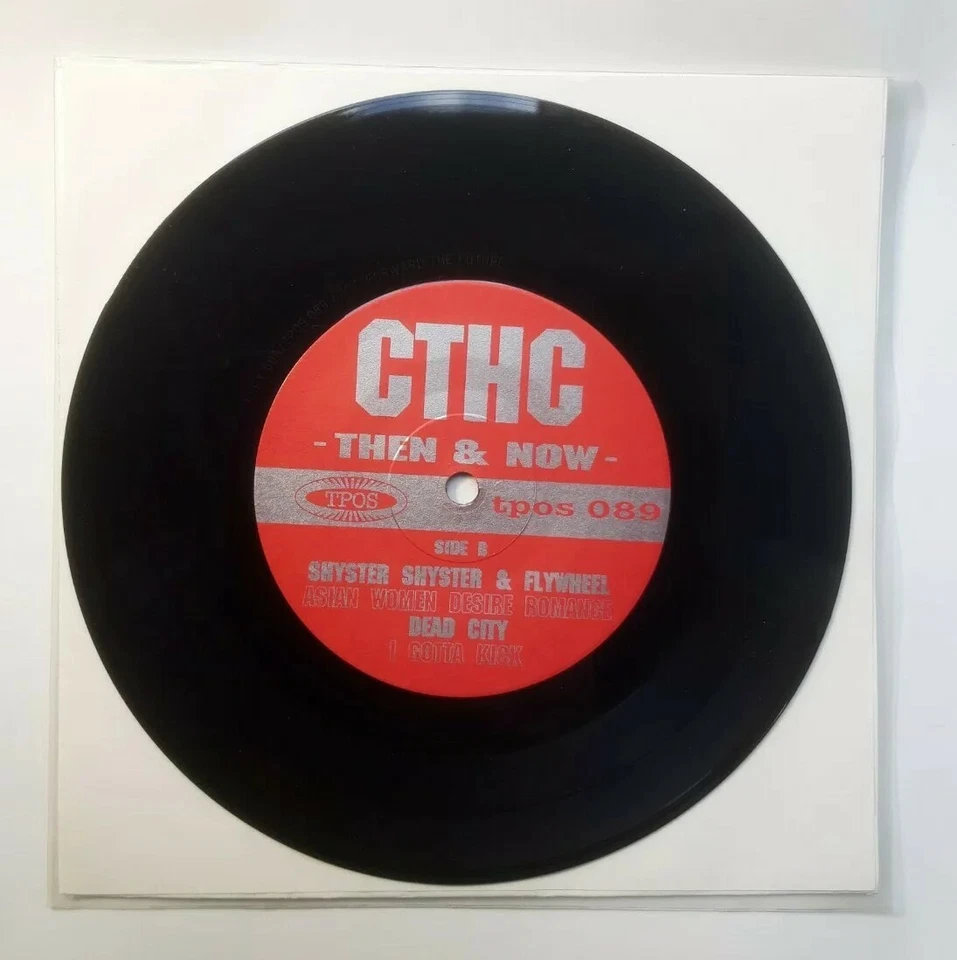 CTHC
- THEN & NOW -
TPOS
tpos 089
SIDE B
SHYSTER SHYSTER & FLYWHEEL
ASIAN WOMEN DESIRE ROMANCE
DEAD CITY
I GOTTA KICK